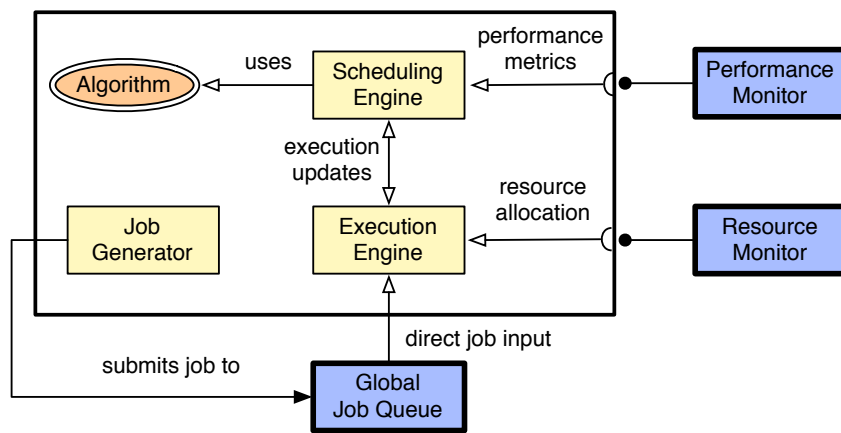 performance
metrics
uses
Algorithm
Scheduling
Engine
Performance
Monitor
execution
updates
resource
allocation
Job
Generator
Execution
Engine
Resource
Monitor
direct job input
submits job to
Global
Job Queue